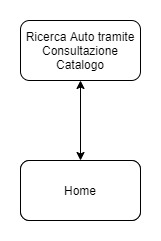 Ricerca Auto tramite
Consultazione
Catalogo
Home